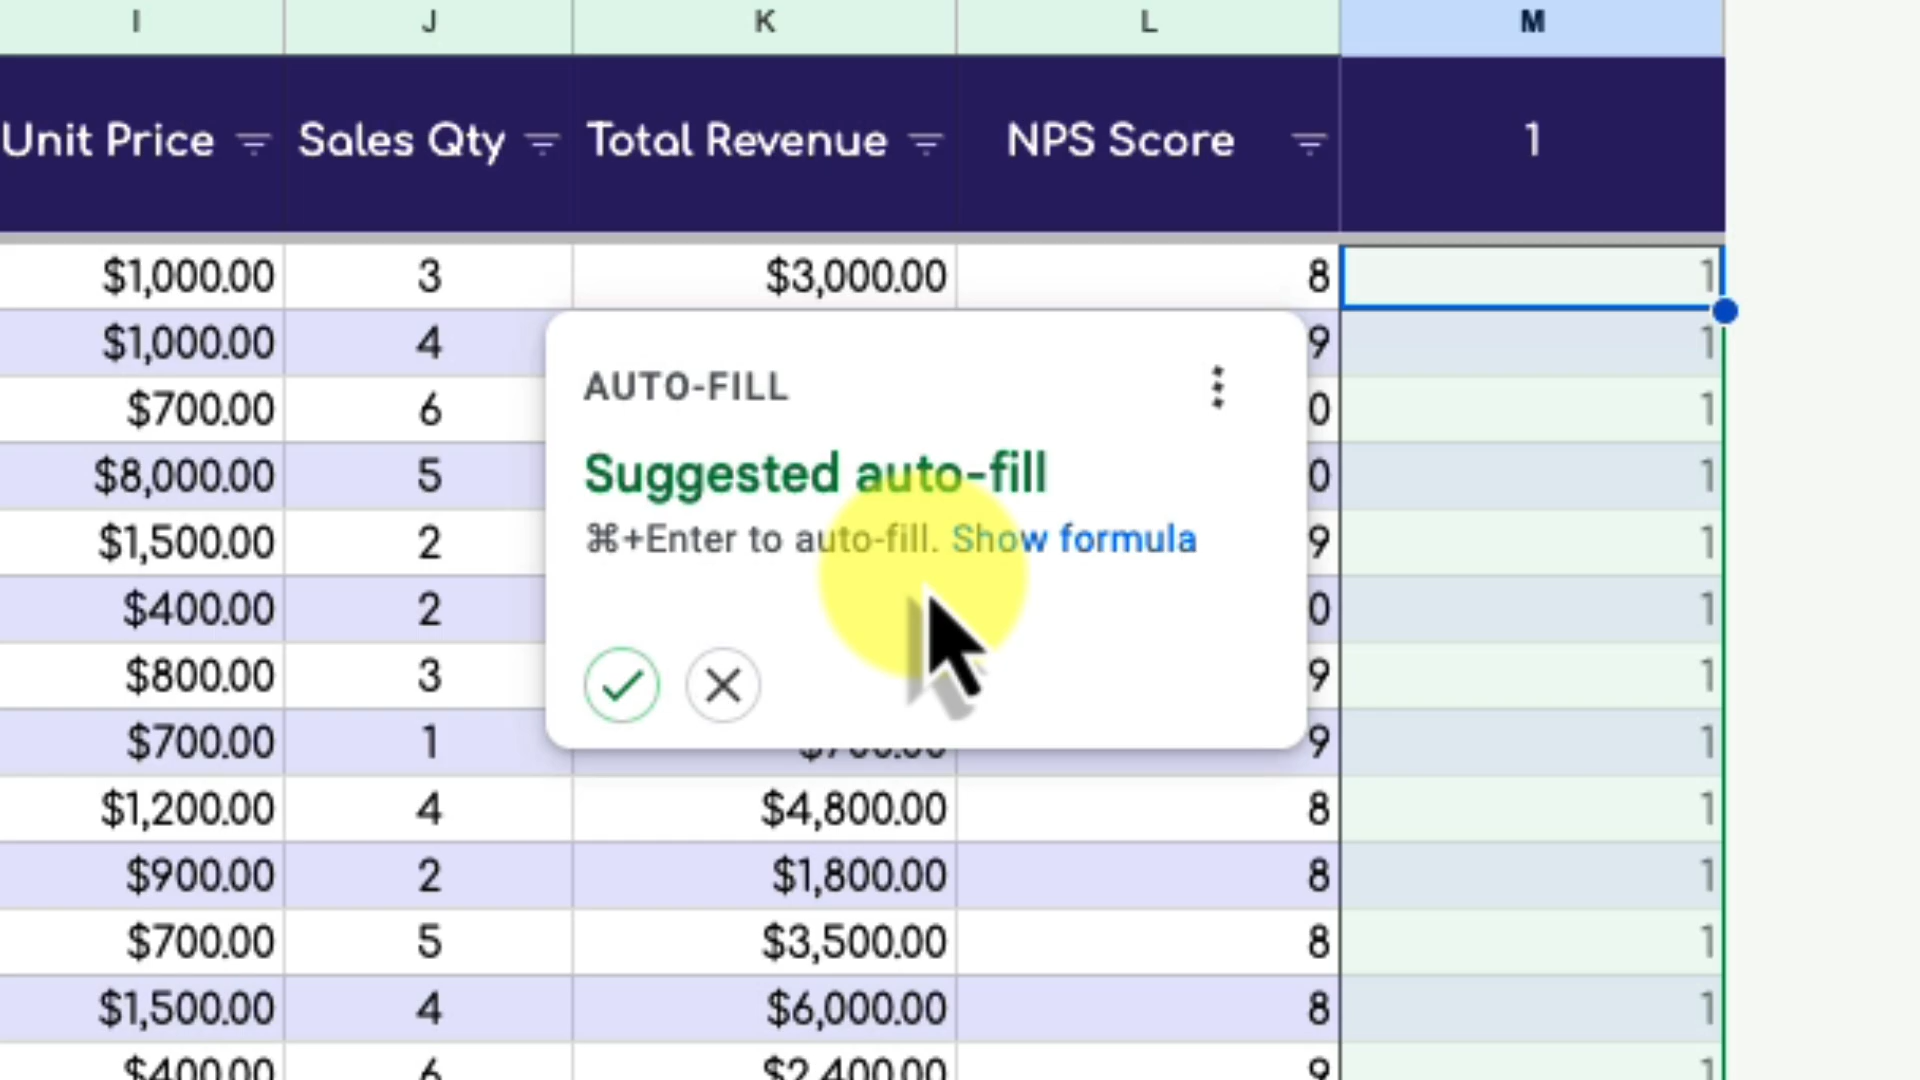 I J K L M
Unit Price Sales Qty Total Revenue NPS Score 1
$1,000.00 3 $3,000.00 8 1
$1,000.00 4 9 1
AUTO-FILL
$700.00 6 0 1
Suggested auto-fill
$8,000.00 5 0 1
⌘+Enter to auto-fill. Show formula
$1,500.00 2 9 1
$400.00 2 0 1
$800.00 3 9 1
$700.00 1 $700.00 9 1
$1,200.00 4 $4,800.00 8 1
$900.00 2 $1,800.00 8 1
$700.00 5 $3,500.00 8 1
$1,500.00 4 $6,000.00 8 1
$400.00 6 $2,400.00 9 1